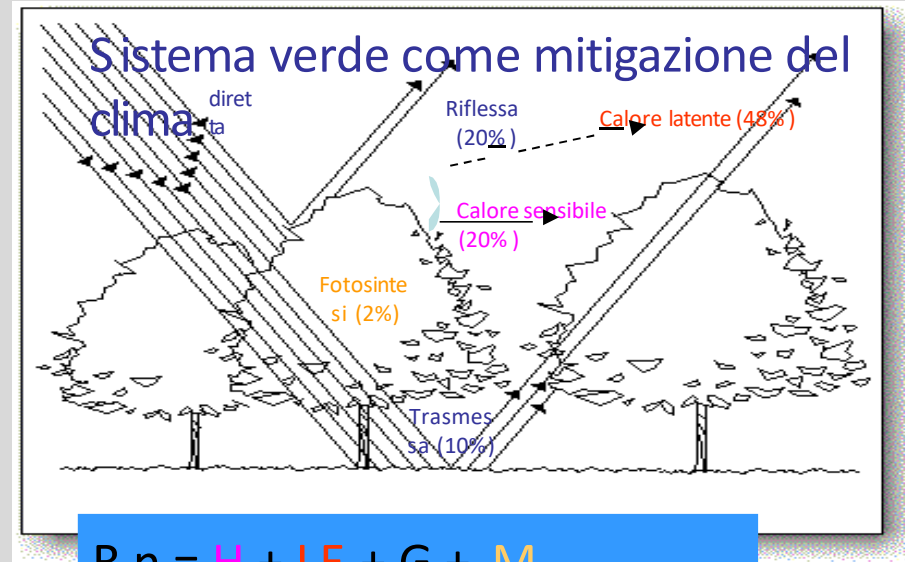 Sistema verde come mitigazione del
clima
diret
ta
Riflessa
(20% )
Calore latente (48% )
Calore sensibile
(20% )
Fotosinte
si (2%)
Trasmes
sa (10%)
R n = H + LE + G + M